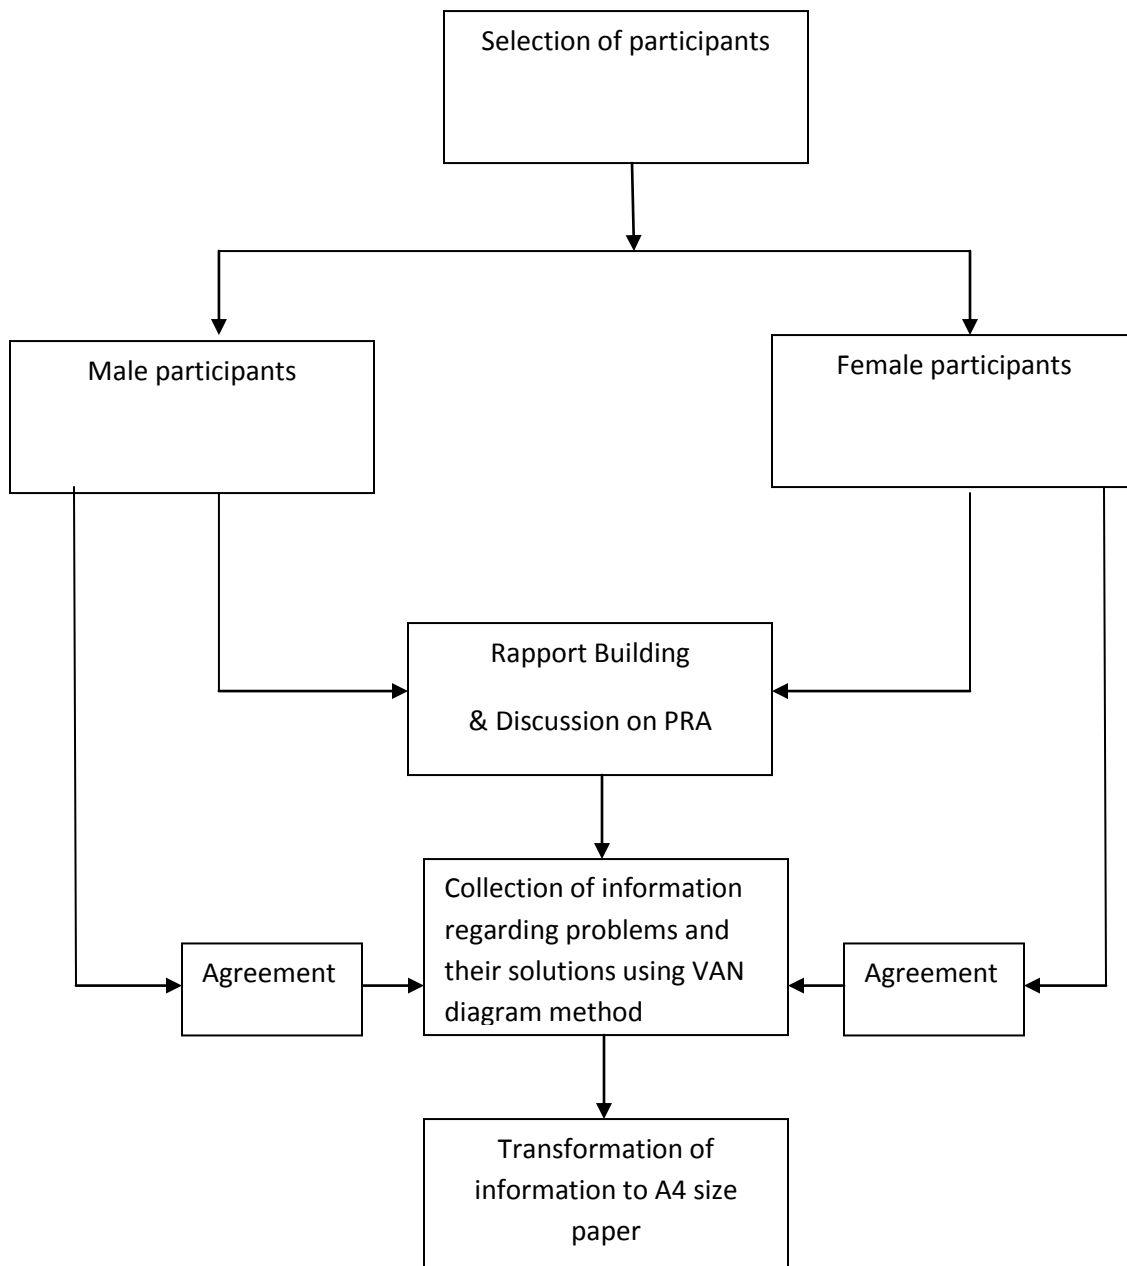 Selection of participants
Male participants
Female participants
Rapport Building
& Discussion on PRA
Collection of information
regarding problems and
their solutions using VAN
diagram method
Agreement
Agreement
Transformation of
information to A4 size
paper